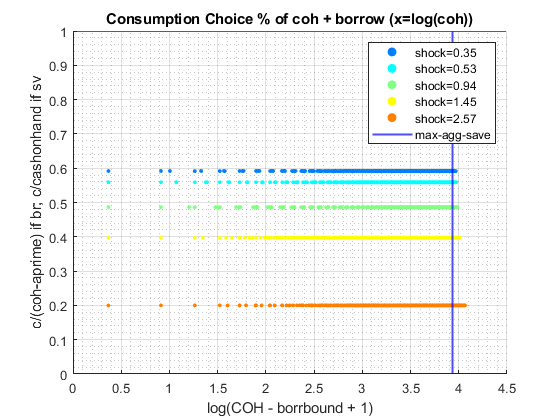 Consumption Choice % of coh + borrow (x=log(coh))
c/(coh-aprime) if br, c/cashonhand if sv
1
0.9
0.8
0.7
0.6
0.5
0.4
0.3
0.2
0.1
0
shock=0.35
shock=0.53
shock=0.94
shock=1.45
shock=2.57
max-agg-save
0 0.5 1 1.5 2 2.5 3 3.5 4 4.5
log(COH - borrbound + 1)